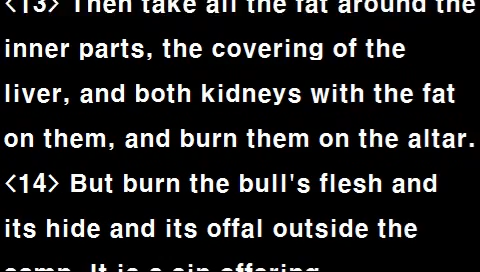 <13> Then take all the fat around the
inner parts, the covering of the
liver, and both kidneys with the fat
on them, and burn them on the altar.
<14> But burn the bull's flesh and
its hide and its offal outside the
camp. It is a sin offering.